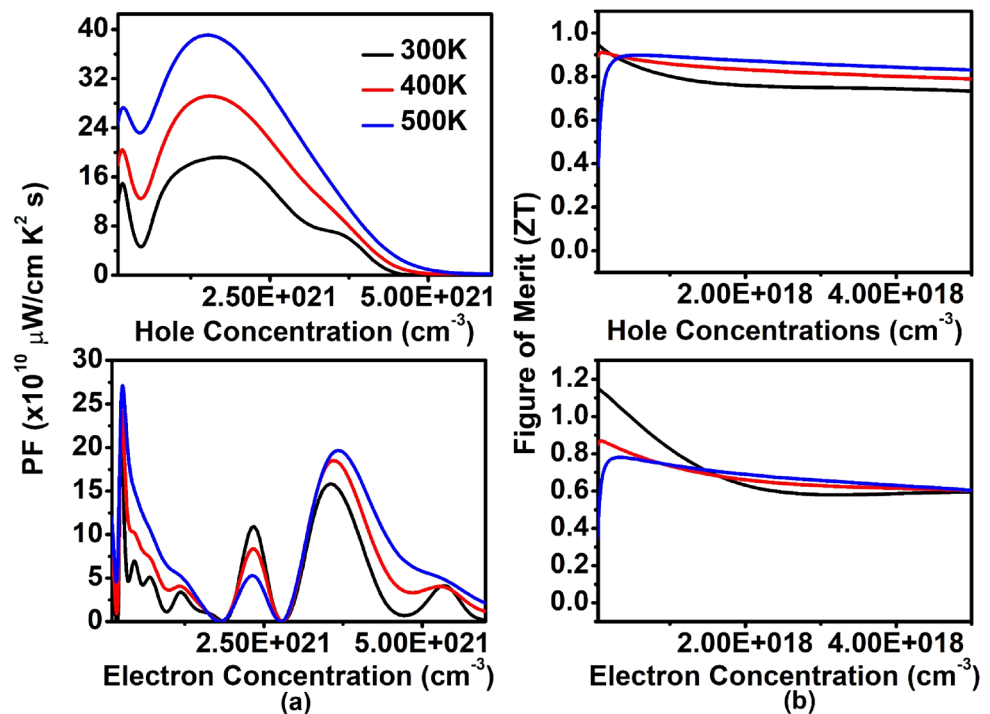 PF (x10^10 μW/cm K^2 s)
40
32
24
16
8
0
300K
400K
500K
2.50E+021
5.00E+021
Hole Concentration (cm^-3)
30
25
20
15
10
5
0
2.50E+021
5.00E+021
Electron Concentration (cm^-3)
(a)
Figure of Merit (ZT)
1.0
0.8
0.6
0.4
0.2
0.0
2.00E+018
4.00E+018
Hole Concentrations (cm^-3)
1.2
1.0
0.8
0.6
0.4
0.2
0.0
2.00E+018
4.00E+018
Electron Concentration (cm^-3)
(b)